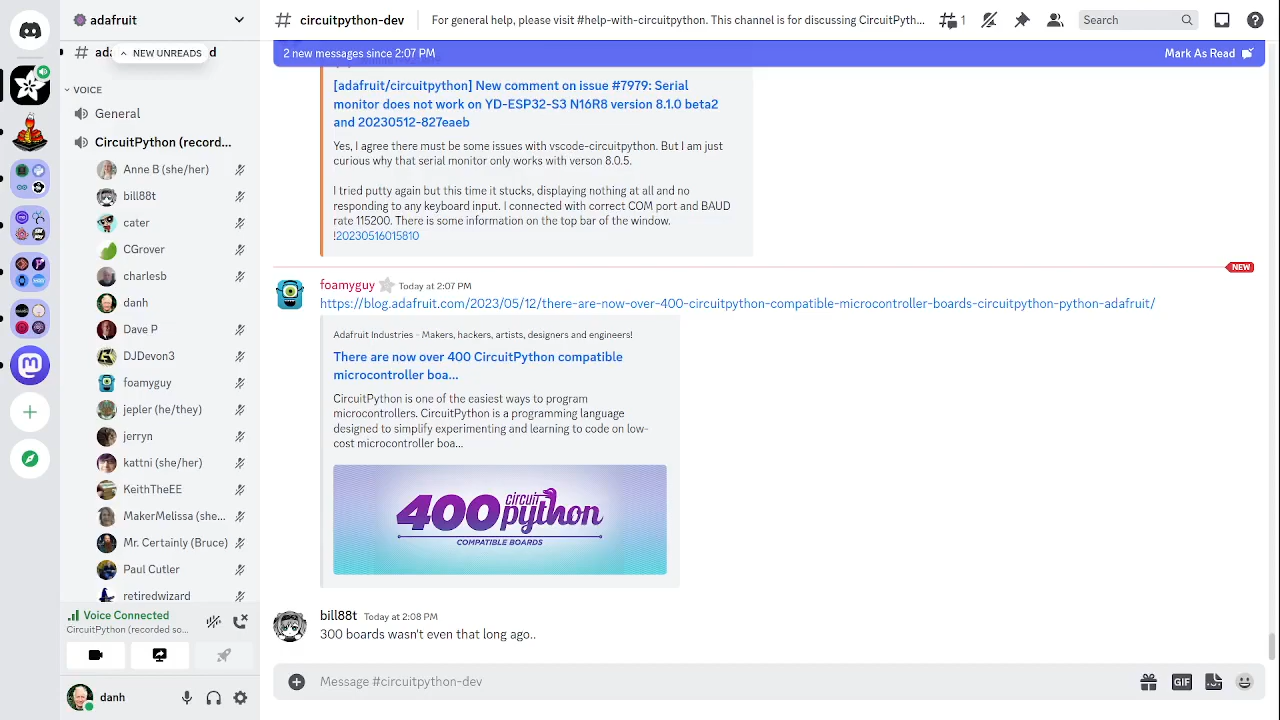 adafruit
# circuitpython-dev
For general help, please visit #help-with-circuitpython. This channel is for discussing CircuitPyth...
1
Search
NEW UNREADS
VOICE
General
CircuitPython (record...
Anne B (she/her)
bill88t
cater
CGrover
charlesb
danh
Dave P
DJDevon3
foamyguy
jepler (he/they)
jerryn
kattni (she/her)
KeithTheEE
MakerMelissa (she...
Mr. Certainly (Bruce)
Paul Cutler
retiredwizard
Voice Connected
CircuitPython (recorded so...
danh
2 new messages since 2:07 PM
Mark As Read
[adafruit/circuitpython] New comment on issue #7979: Serial
monitor does not work on YD-ESP32-S3 N16R8 version 8.1.0 beta2
and 20230512-827eaeb
Yes, I agree there must be some issues with vscode-circuitpython. But I am just
curious why that serial monitor only works with verson 8.0.5.
I tried putty again but this time it stucks, displaying nothing at all and no
responding to any keyboard input. I connected with correct COM port and BAUD
rate 115200. There is some information on the top bar of the window.
!20230516015810
NEW
foamyguy Today at 2:07 PM
https://blog.adafruit.com/2023/05/12/there-are-now-over-400-circuitpython-compatible-microcontroller-boards-circuitpython-python-adafruit/
Adafruit Industries - Makers, hackers, artists, designers and engineers!
There are now over 400 CircuitPython compatible
microcontroller boa...
CircuitPython is one of the easiest ways to program
microcontrollers. CircuitPython is a programming language
designed to simplify experimenting and learning to code on low-
cost microcontroller boa...
400 circuit python
COMPATIBLE BOARDS
bill88t Today at 2:08 PM
300 boards wasn't even that long ago..
Message #circuitpython-dev
GIF